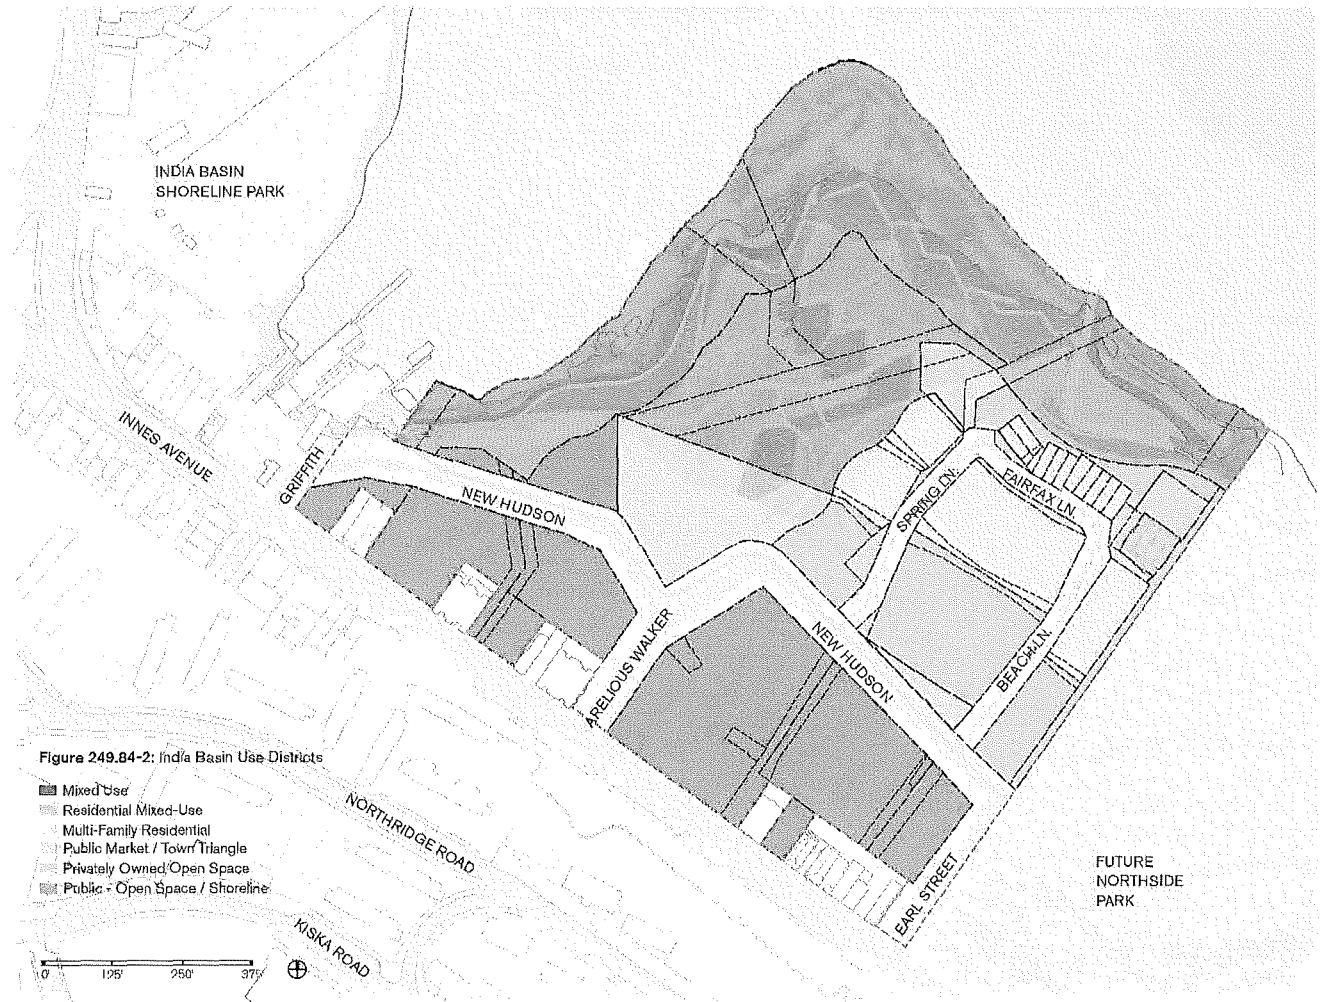 INDIA BASIN
SHORELINE PARK
INNES AVENUE
GRIFFITH
NEW HUDSON
SPRING LN.
FAIRFAX LN.
ARELIOUS WALKER
NEW HUDSON
BEACH LN.
Figure 249.84-2: India Basin Use Districts
Mixed Use
Residential Mixed-Use
Multi-Family Residential
Public Market / Town Triangle
Privately Owned Open Space
Public - Open Space / Shoreline
NORTHRIDGE ROAD
EARL STREET
FUTURE
NORTHSIDE
PARK
KISKA ROAD
0' 125' 250' 375'